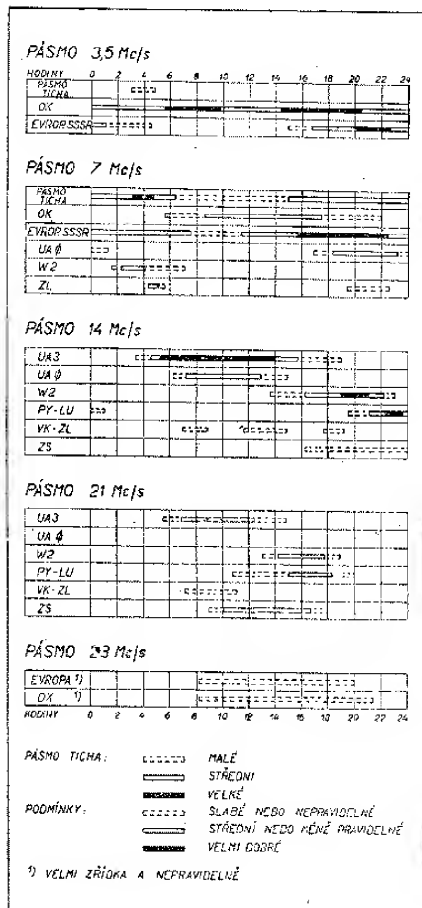 PÁSMO 3,5 Mc/s
HODINY 0 2 4 6 8 10 12 14 16 18 20 22 24
PÁSMO TICHA
OK
EVROP. SSSR
PÁSMO 7 Mc/s
PÁSMO TICHA
OK
EVROP. SSSR
UA Ø
W2
ZL
PÁSMO 14 Mc/s
UA3
UA Ø
W2
PY-LU
VK-ZL
ZS
PÁSMO 21 Mc/s
UA3
UA Ø
W2
PY-LU
VK-ZL
ZS
PÁSMO 23 Mc/s
EVROPA 1)
DX 1)
HODINY 0 2 4 6 8 10 12 14 16 18 20 22 24
PÁSMO TICHA: MALÉ
STŘEDNÍ
VELKÉ
PODMÍNKY: SLABÉ NEBO NEPRAVIDELNÉ
STŘEDNÍ NEBO MÉNĚ PRAVIDELNÉ
VELMI DOBRÉ
1) VELMI ZŘÍDKA A NEPRAVIDELNĚ